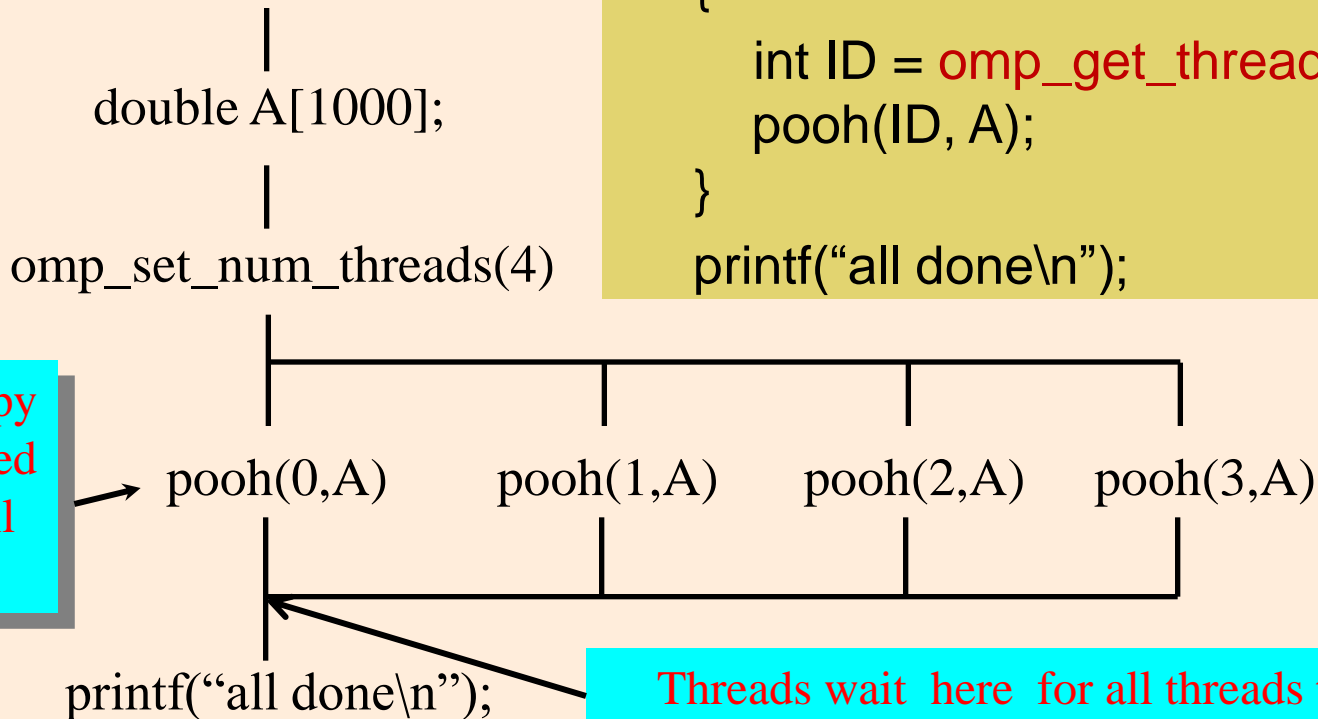 {
int ID = omp_get_thread
pooh(ID, A);
}
printf(“all done\n”);
double A[1000];
omp_set_num_threads(4)
pooh(0,A)
pooh(1,A)
pooh(2,A)
pooh(3,A)
printf(“all done\n”);
Threads wait here for all threads